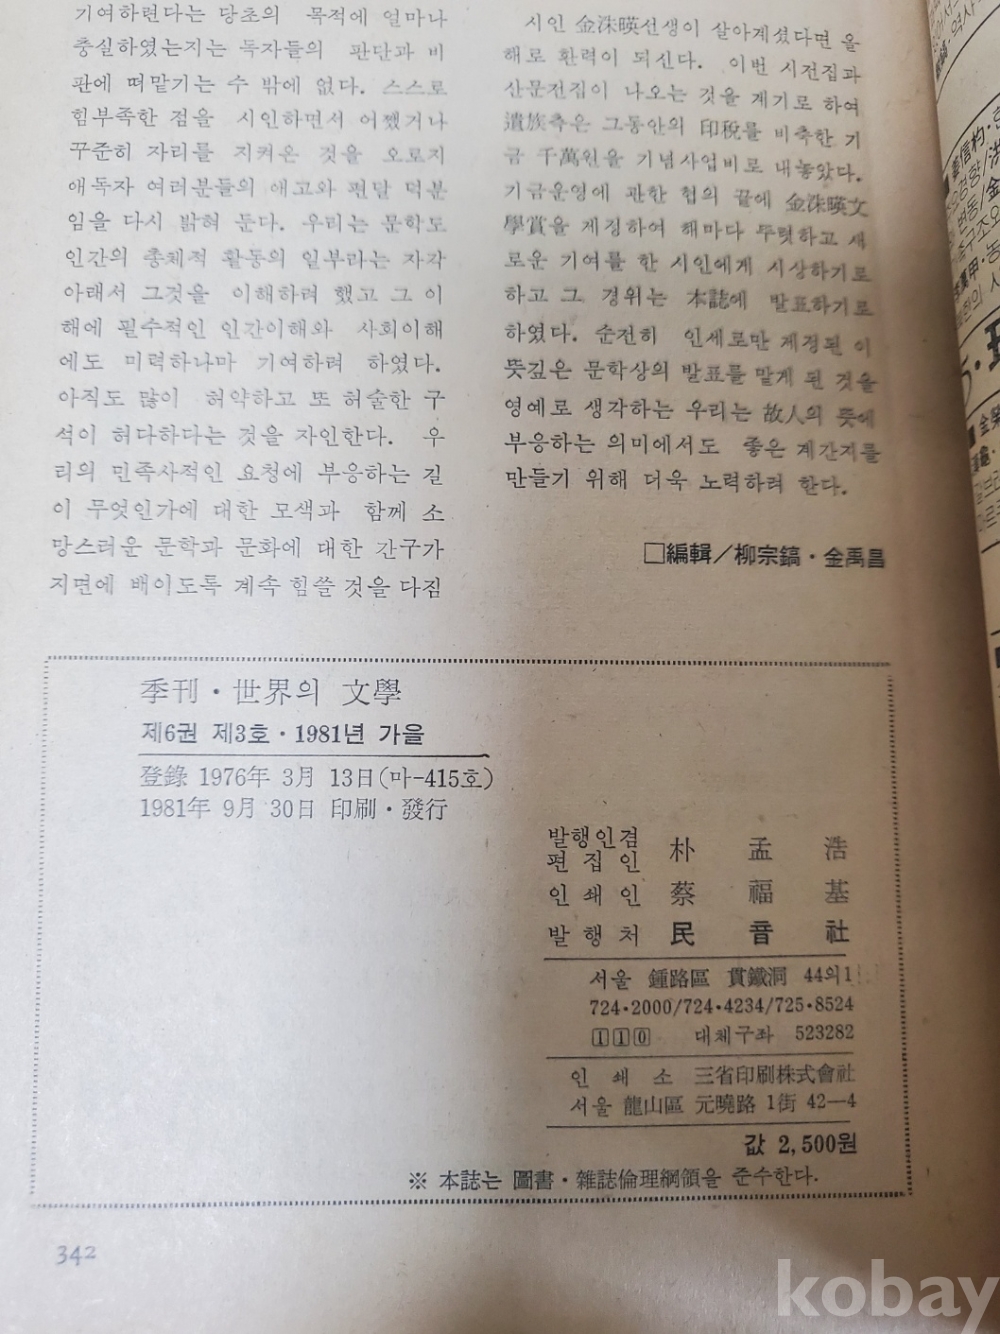 기여하련다는 당초의 목적에 얼마나
충실하였는지는 독자들의 판단과 비
판에 떠맡기는 수 밖에 없다. 스스로
힘부족한 점을 시인하면서 어쨌거나
꾸준히 자리를 지켜온 것을 오로지
애독자 여러분들의 애고와 편달 덕분
임을 다시 밝혀 둔다. 우리는 문학도
인간의 총체적 활동의 일부라는 자각
아래서 그것을 이해하려 했고 그 이
해에 필수적인 인간이해와 사회이해
에도 미력하나마 기여하려 하였다.
아직도 많이 허약하고 또 허술한 구
석이 허다하다는 것을 자인한다. 우
리의 민족사적인 요청에 부응하는 길
이 무엇인가에 대한 모색과 함께 소
망스러운 문학과 문화에 대한 간구가
지면에 배이도록 계속 힘쓸 것을 다짐
시인 金洙暎선생이 살아계셨다면 올
해로 환력이 되신다. 이번 시전집과
산문전집이 나오는 것을 계기로 하여
遺族측은 그동안의 印稅를 비축한 기
금 千萬원을 기념사업비로 내놓았다.
기금운영에 관한 협의 끝에 金洙暎文
學賞을 제정하여 해마다 뚜렷하고 새
로운 기여를 한 시인에게 시상하기로
하고 그 경위는 本誌에 발표하기로
하였다. 순전히 인세로만 제정된 이
뜻깊은 문학상의 발표를 맡게 된 것을
영예로 생각하는 우리는 故人의 뜻에
부응하는 의미에서도 좋은 계간지를
만들기 위해 더욱 노력하려 한다.
□編輯／柳宗鎬・金禹昌
季刊・世界의 文學
제6권 제3호・1981년 가을
登錄 1976年 3月 13日(마-415호)
1981年 9月 30日 印刷・發行
발행인겸
편집인 朴孟浩
인쇄인 蔡福基
발행처 民音社
서울 鍾路區 貫鐵洞 44의1
724・2000/724・4234/725・8524
110 대체구좌 523282
인쇄소 三省印刷株式會社
서울 龍山區 元曉路 1街 42—4
값 2,500원
※ 本誌는 圖書・雜誌倫理綱領을 준수한다.
342
kobay